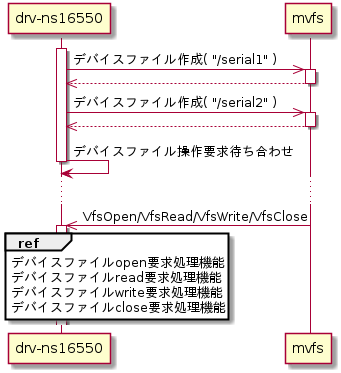 drv-ns16550
mvfs
デバイスファイル作成( "/serial1" )
デバイスファイル作成( "/serial2" )
デバイスファイル操作要求待ち合わせ
VfsOpen/VfsRead/VfsWrite/VfsClose
ref
デバイスファイルopen要求処理機能
デバイスファイルread要求処理機能
デバイスファイルwrite要求処理機能
デバイスファイルclose要求処理機能
drv-ns16550
mvfs